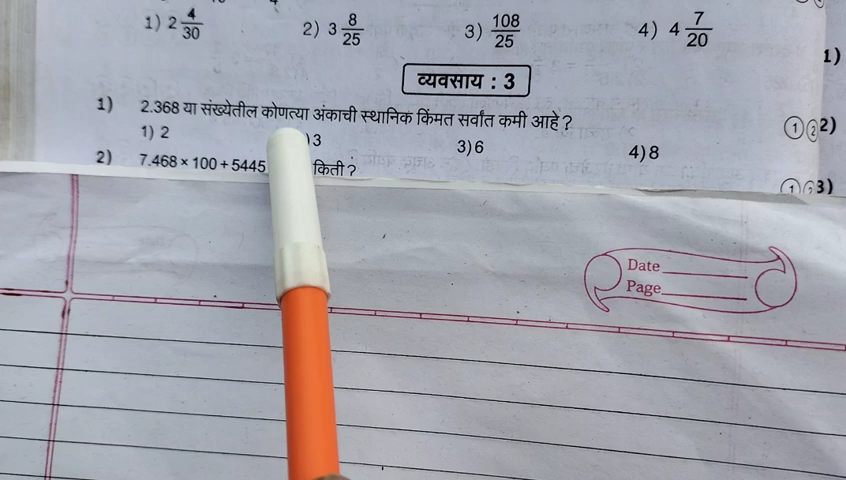 1) 2 4/30 2) 3 8/25 3) 108/25 4) 4 7/20
व्यवसाय : 3
1) 2.368 या संख्येतील कोणत्या अंकाची स्थानिक किंमत सर्वांत कमी आहे ?
1) 2 )3 3) 6 4) 8
2) 7.468 × 100 + 5445 किती ?
1)
① ② 2)
① 3)
Date
Page